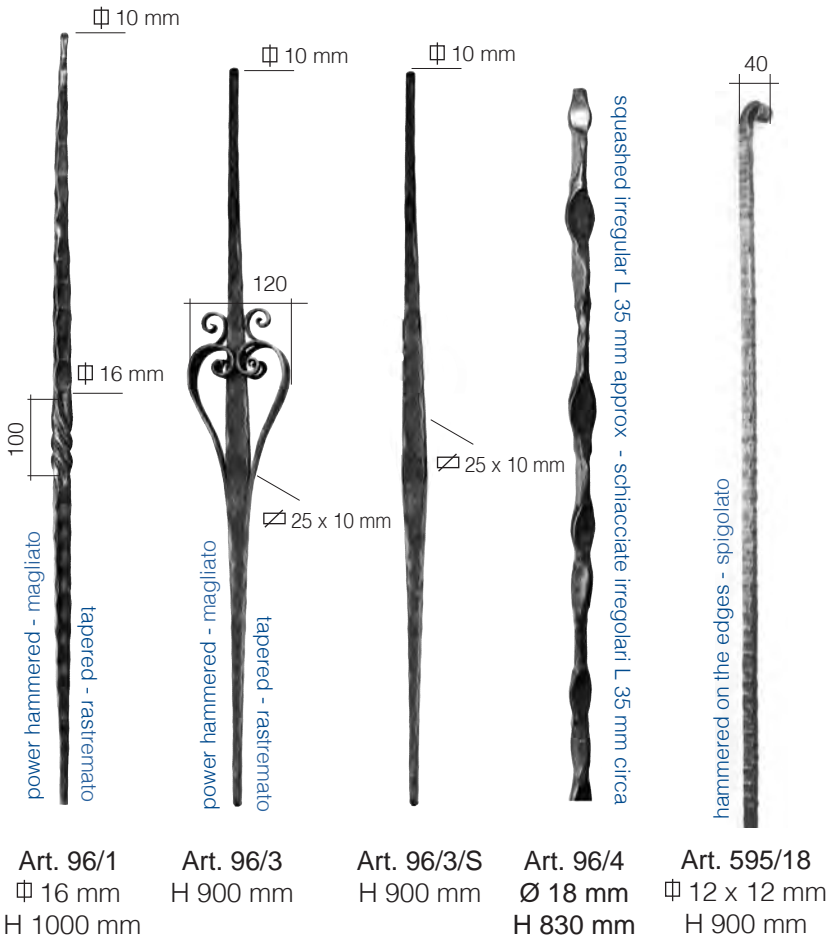 ⌷ 10 mm
⌷ 10 mm
⌷ 10 mm
40
120
⌷ 16 mm
100
25 x 10 mm
25 x 10 mm
power hammered - magliato
tapered - rastremato
power hammered - magliato
tapered - rastremato
squashed irregular L 35 mm approx - schiacciate irregolari L 35 mm circa
hammered on the edges - spigolato
Art. 96/1
⌷ 16 mm
H 1000 mm
Art. 96/3
H 900 mm
Art. 96/3/S
H 900 mm
Art. 96/4
Ø 18 mm
H 830 mm
Art. 595/18
⌷ 12 x 12 mm
H 900 mm